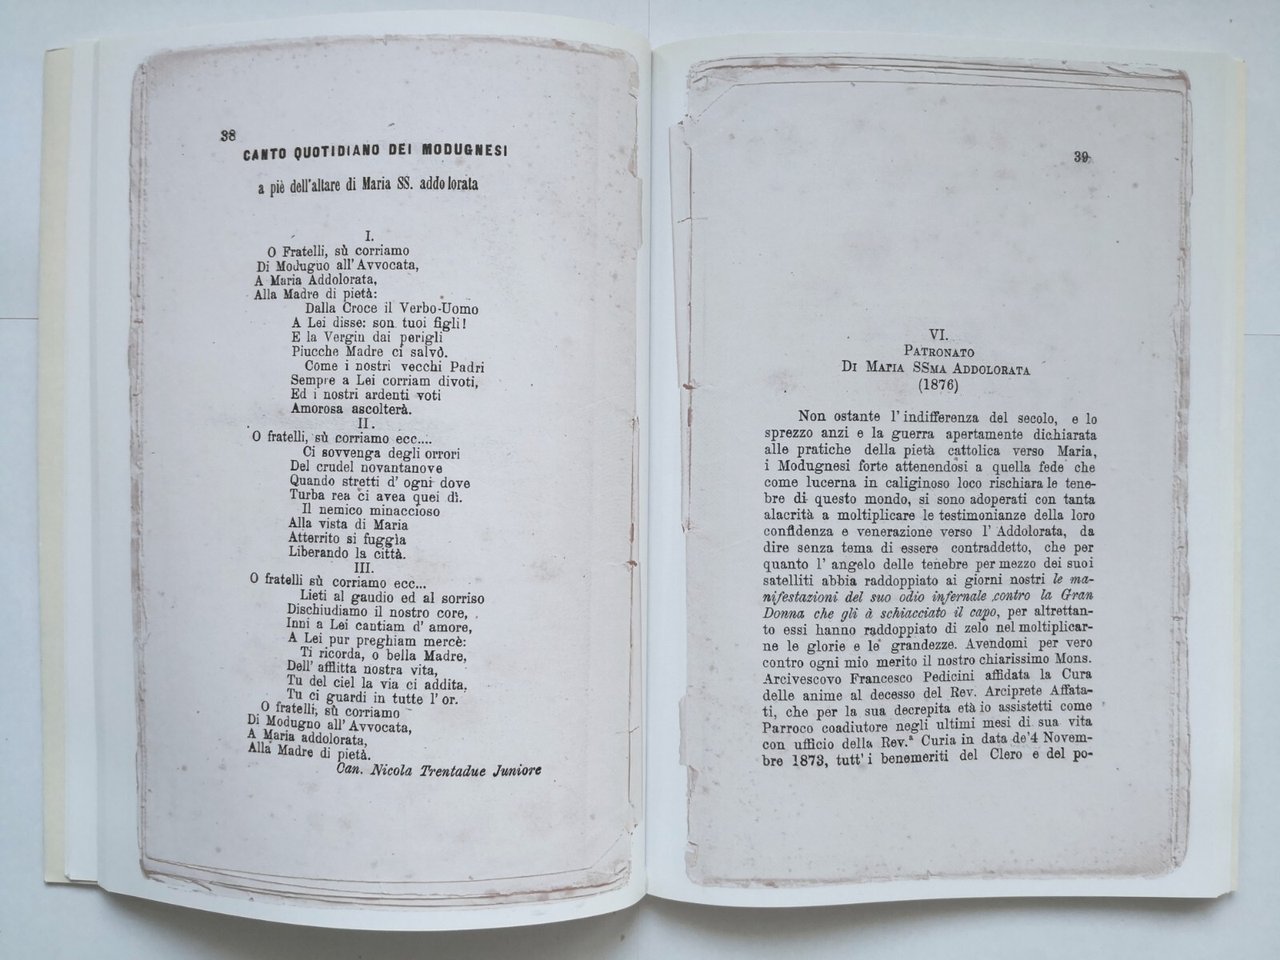 38
CANTO QUOTIDIANO DEI MODUGNESI
a piè dell'altare di Maria SS. addolorata
I.
O Fratelli, sù corriamo
Di Moduguo all'Avvocata,
A Maria Addolorata,
Alla Madre di pietà:
Dalla Croce il Verbo-Uomo
A Lei disse: son tuoi figli!
E la Vergin dai perigli
Piucche Madre ci salvò.
Come i nostri vecchi Padri
Sempre a Lei corriam divoti,
Ed i nostri ardenti voti
Amorosa ascolterà.
II.
O fratelli, sù corriamo ecc....
Ci sovvenga degli orrori
Del crudel novantanove
Quando stretti d' ogni dove
Turba rea ci avea quei dì.
Il nemico minaccioso
Alla vista di Maria
Atterrito si fuggìa
Liberando la città.
III.
O fratelli sù corriamo ecc...
Lieti al gaudio ed al sorriso
Dischiudiamo il nostro core,
Inni a Lei cantiam d' amore,
A Lei pur preghiam mercè:
Ti ricorda, o bella Madre,
Dell' afflitta nostra vita,
Tu del ciel la via ci addita,
Tu ci guardi in tutte l'or.
O fratelli, sù corriamo
Di Modugno all'Avvocata,
A Maria addolorata,
Alla Madre di pietà.
Can. Nicola Trentadue Juniore
39
VI.
PATRONATO
DI MARIA SSMA ADDOLORATA
(1876)
Non ostante l'indifferenza del secolo, e lo
sprezzo anzi e la guerra apertamente dichiarata
alle pratiche della pietà cattolica verso Maria,
i Modugnesi forte attenendosi a quella fede che
come lucerna in caliginoso loco rischiara le tene-
bre di questo mondo, si sono adoperati con tanta
alacrità a moltiplicare le testimonianze della loro
confidenza e venerazione verso l'Addolorata, da
dire senza tema di essere contraddetto, che per
quanto l' angelo delle tenebre per mezzo dei suoi
satelliti abbia raddoppiato ai giorni nostri le ma-
nifestazioni del suo odio infernale contro la Gran
Donna che gli à schiacciato il capo, per altrettan-
to essi hanno raddoppiato di zelo nel moltiplicar-
ne le glorie e le grandezze. Avendomi per vero
contro ogni mio merito il nostro chiarissimo Mons.
Arcivescovo Francesco Pedicini affidata la Cura
delle anime al decesso del Rev. Arciprete Affata-
ti, che per la sua decrepita età io assistetti come
Parroco coadiutore negli ultimi mesi di sua vita
con ufficio della Rev.ª Curia in data de' 4 Novem-
bre 1873, tutt' i benemeriti del Clero e del po-